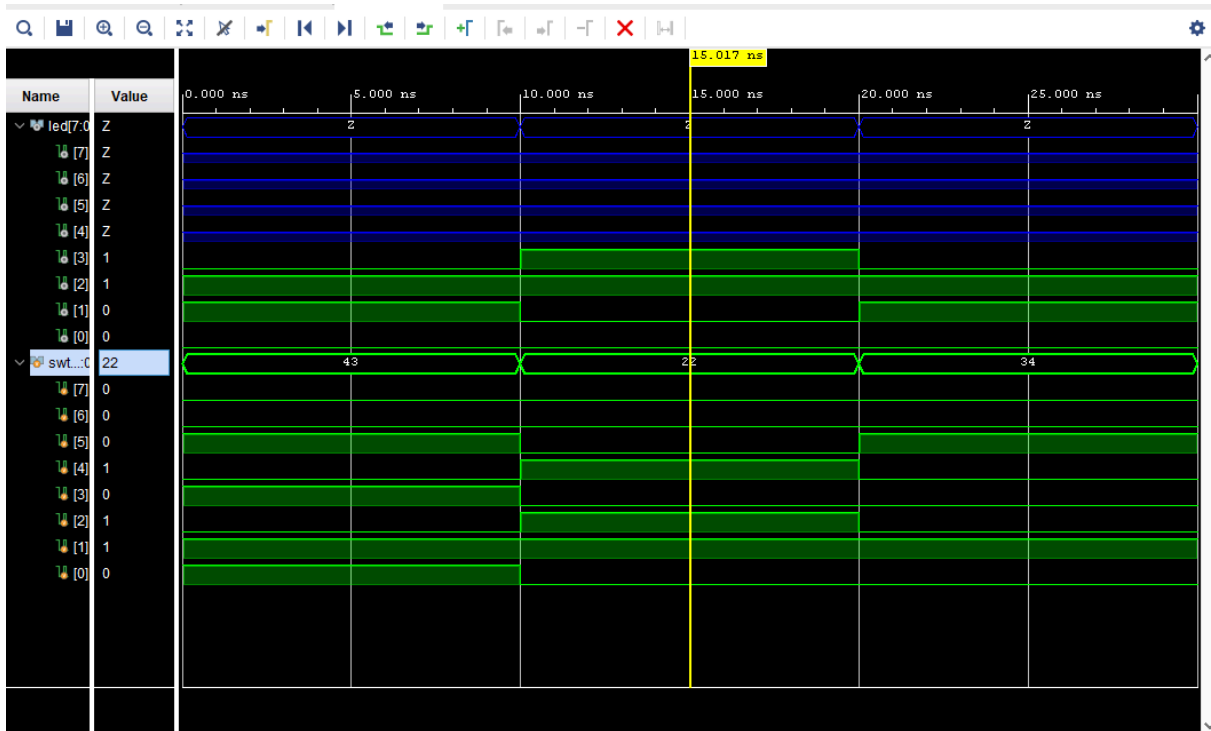 15.017 ns
Name Value 0.000 ns 5.000 ns 10.000 ns 15.000 ns 20.000 ns 25.000 ns
led[7:0 Z Z Z Z
[7] Z
[6] Z
[5] Z
[4] Z
[3] 1
[2] 1
[1] 0
[0] 0
swt...:0 22 43 22 34
[7] 0
[6] 0
[5] 0
[4] 1
[3] 0
[2] 1
[1] 1
[0] 0